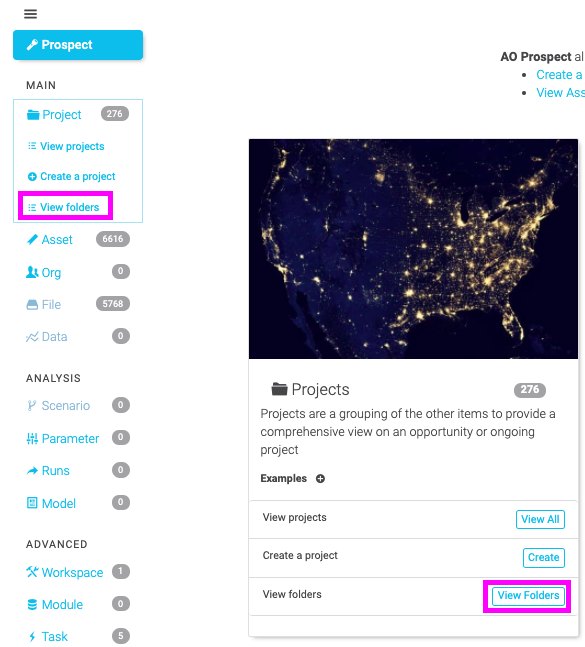 Prospect
MAIN
Project 276
View projects
Create a project
View folders
Asset 6616
Org 0
File 5768
Data 0
ANALYSIS
Scenario 0
Parameter 0
Runs 0
Model 0
ADVANCED
Workspace 1
Module 0
Task 5
AO Prospect al
Create a
View Ass
Projects 276
Projects are a grouping of the other items to provide a
comprehensive view on an opportunity or ongoing
project
Examples
View projects View All
Create a project Create
View folders View Folders